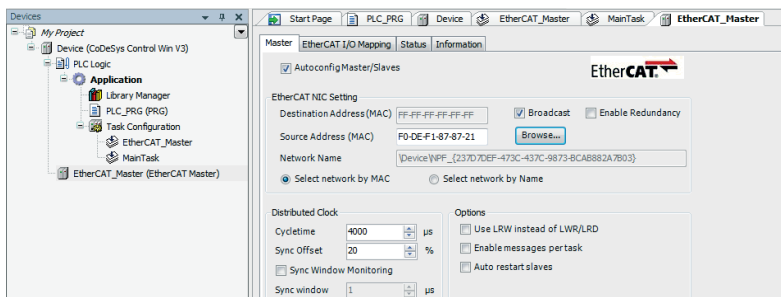 Devices
My Project
Device (CoDeSys Control Win V3)
PLC Logic
Application
Library Manager
PLC_PRG (PRG)
Task Configuration
EtherCAT_Master
MainTask
EtherCAT_Master (EtherCAT Master)
Start Page PLC_PRG Device EtherCAT_Master MainTask EtherCAT_Master
Master EtherCAT I/O Mapping Status Information
Autoconfig Master/Slaves
EtherCAT
EtherCAT NIC Setting
Destination Address (MAC) FF-FF-FF-FF-FF-FF Broadcast Enable Redundancy
Source Address (MAC) F0-DE-F1-87-87-21 Browse...
Network Name \Device\NPF_{237D7DEF-473C-437C-9873-BCAB882A7B03}
Select network by MAC Select network by Name
Distributed Clock Options
Cycletime 4000 µs Use LRW instead of LWR/LRD
Sync Offset 20 % Enable messages per task
Sync Window Monitoring Auto restart slaves
Sync window 1 µs